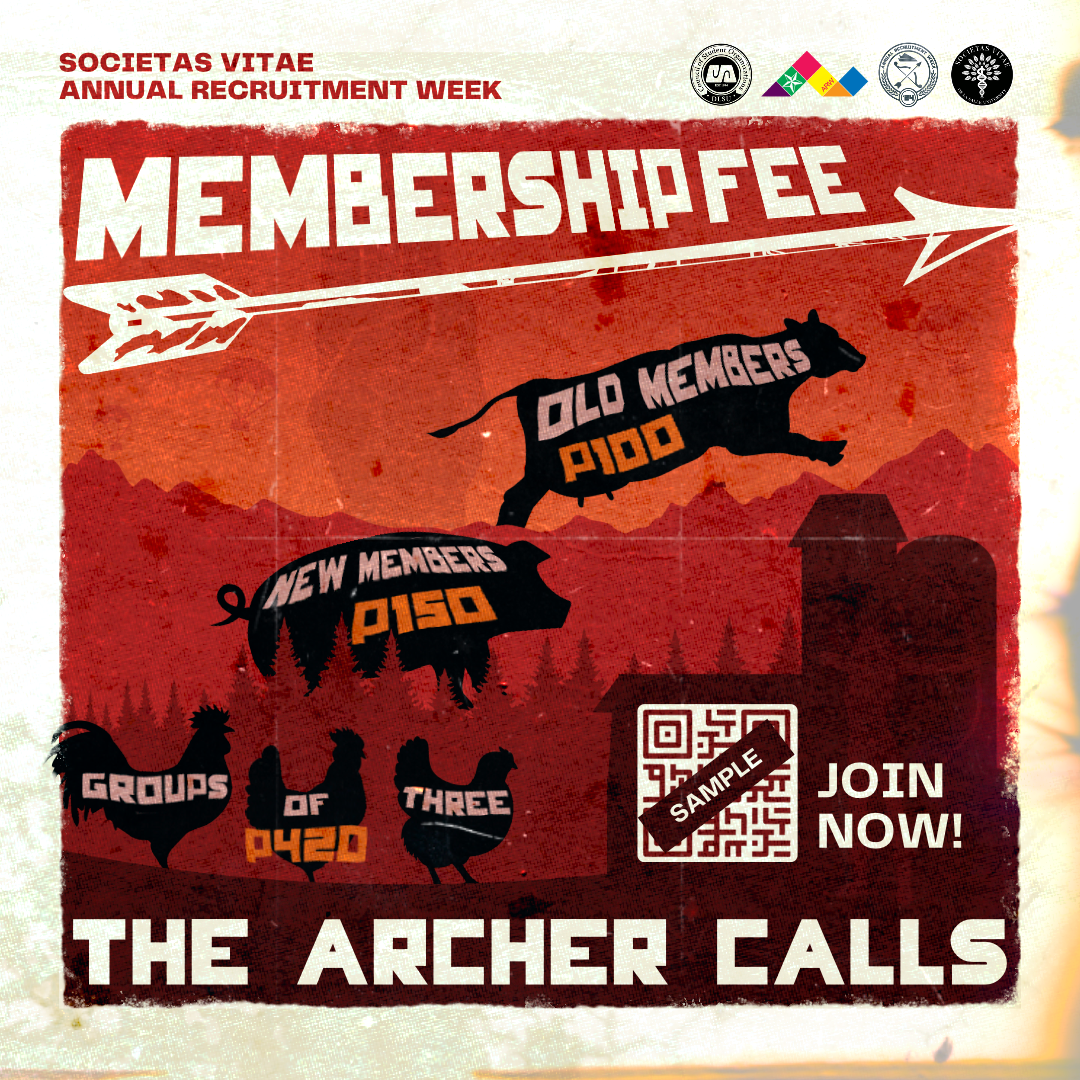 SOCIETAS VITAE
ANNUAL RECRUITMENT WEEK
MEMBERSHIP FEE
OLD MEMBERS
P100
NEW MEMBERS
P150
GROUPS
OF
THREE
P420
SAMPLE
JOIN
NOW!
THE ARCHER CALLS